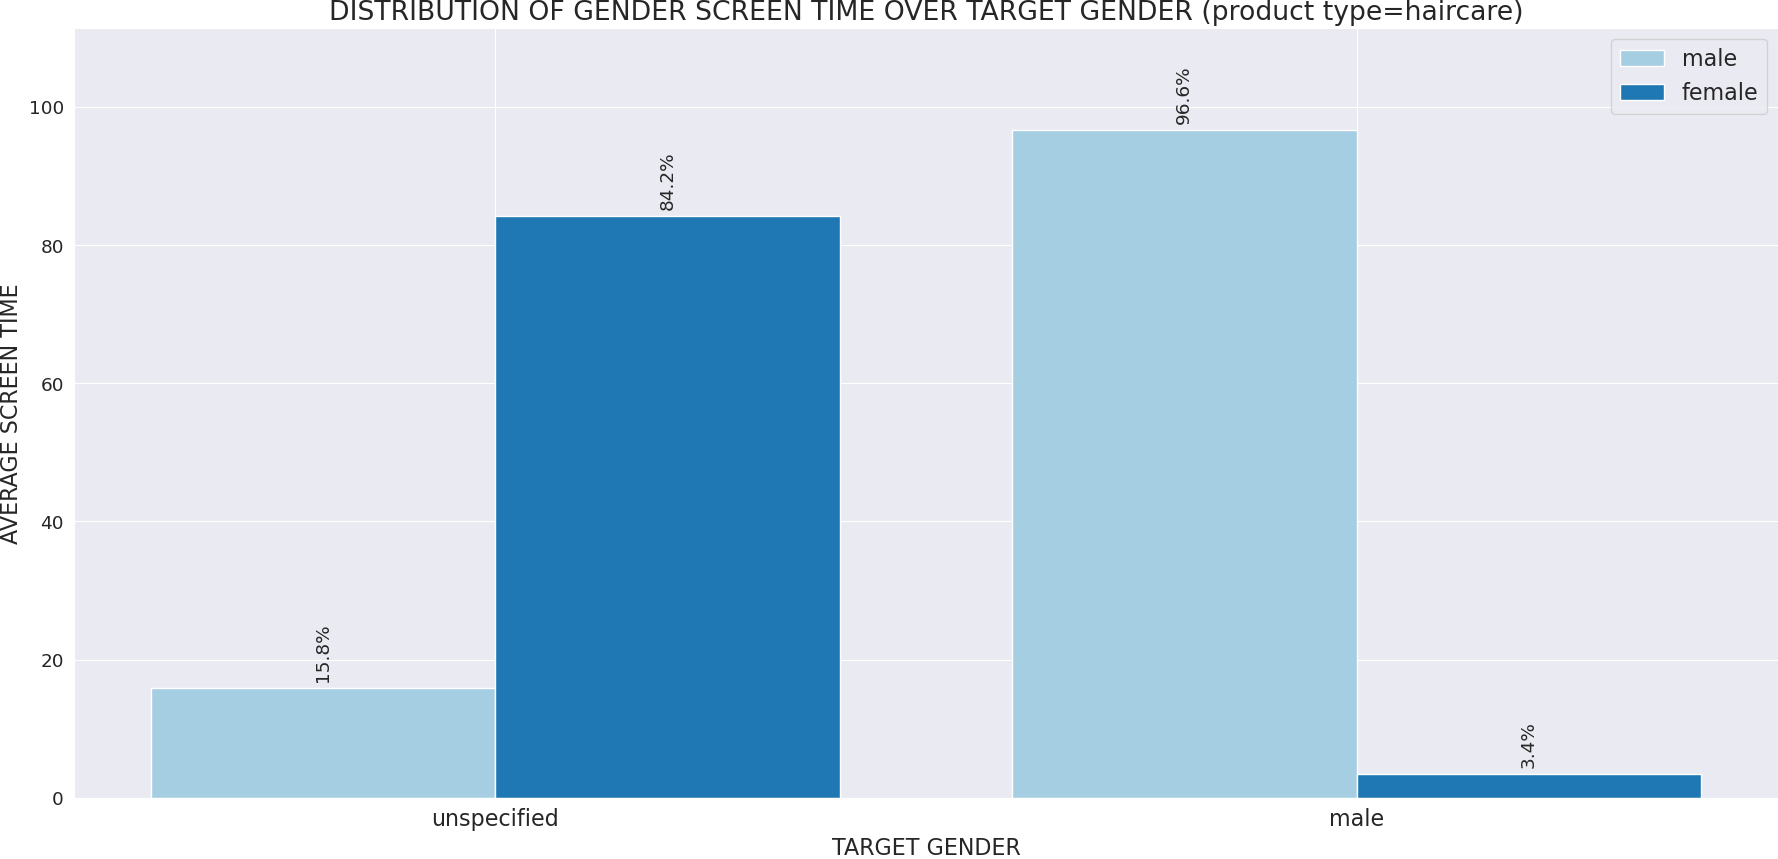 DISTRIBUTION OF GENDER SCREEN TIME OVER TARGET GENDER (product type=haircare)
male
female
AVERAGE SCREEN TIME
100
80
60
40
20
0
15.8%
84.2%
96.6%
3.4%
unspecified
male
TARGET GENDER